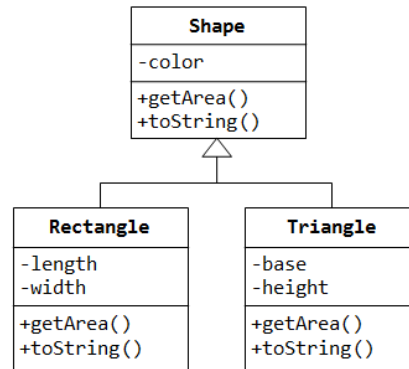 Shape
-color
+getArea()
+toString()
Rectangle
-length
-width
+getArea()
+toString()
Triangle
-base
-height
+getArea()
+toString()